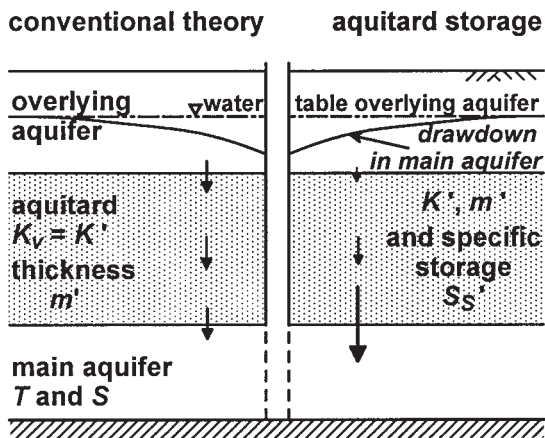 conventional theory
aquitard storage
overlying
aquifer
water
table overlying aquifer
drawdown
in main aquifer
aquitard
Kv = K'
thickness
m'
K', m'
and specific
storage
SS'
main aquifer
T and S